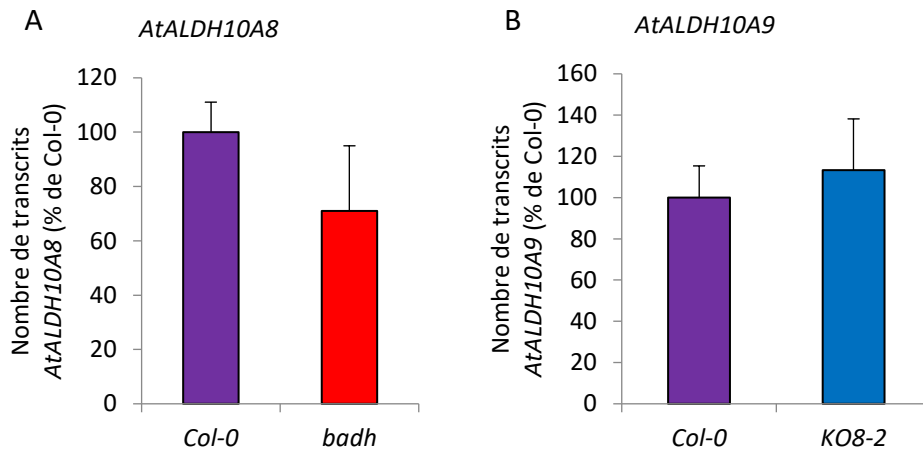 A
AtALDH10A8
Nombre de transcrits
AtALDH10A8 (% de Col-0)
120
100
80
60
40
20
0
Col-0
badh
B
AtALDH10A9
Nombre de transcrits
AtALDH10A9 (% de Col-0)
160
140
120
100
80
60
40
20
0
Col-0
KO8-2